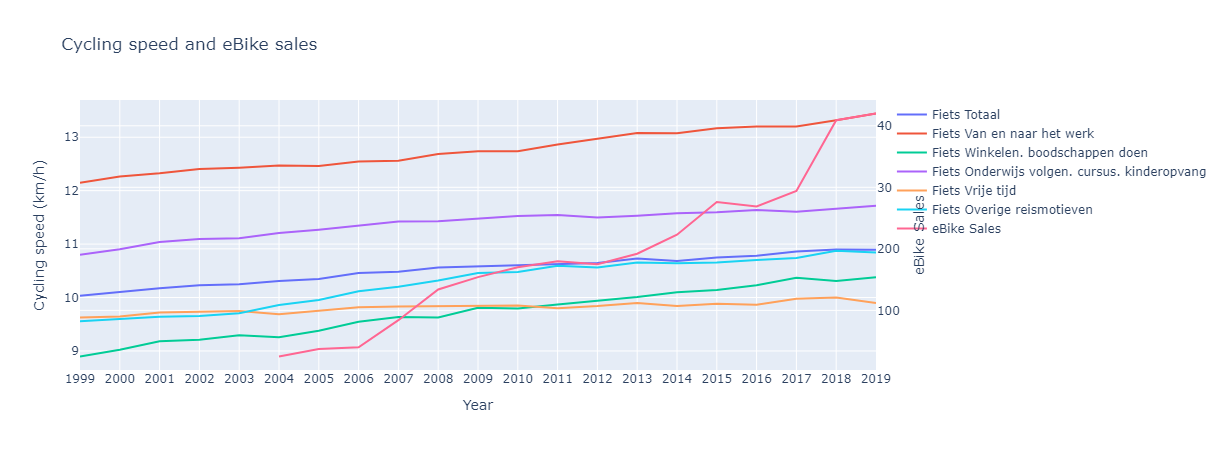 Cycling speed and eBike sales
Cycling speed (km/h)
13
12
11
10
9
1999 2000 2001 2002 2003 2004 2005 2006 2007 2008 2009 2010 2011 2012 2013 2014 2015 2016 2017 2018 2019
Year
40
30
200
100
eBike Sales
Fiets Totaal
Fiets Van en naar het werk
Fiets Winkelen. boodschappen doen
Fiets Onderwijs volgen. cursus. kinderopvang
Fiets Vrije tijd
Fiets Overige reismotieven
eBike Sales